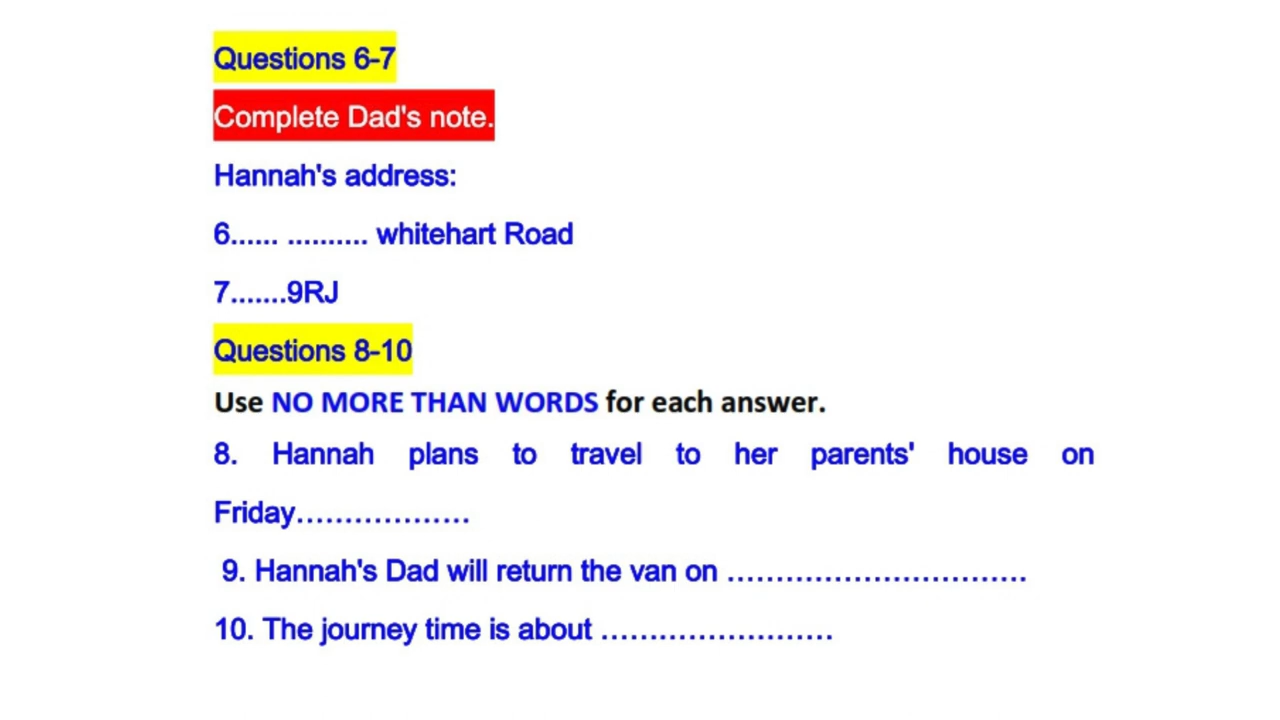 Questions 6-7
Complete Dad's note.
Hannah's address:
6...... .......... whitehart Road
7.......9RJ
Questions 8-10
Use NO MORE THAN WORDS for each answer.
8. Hannah plans to travel to her parents' house on
Friday………………
9. Hannah's Dad will return the van on ………………………….
10. The journey time is about ……………………